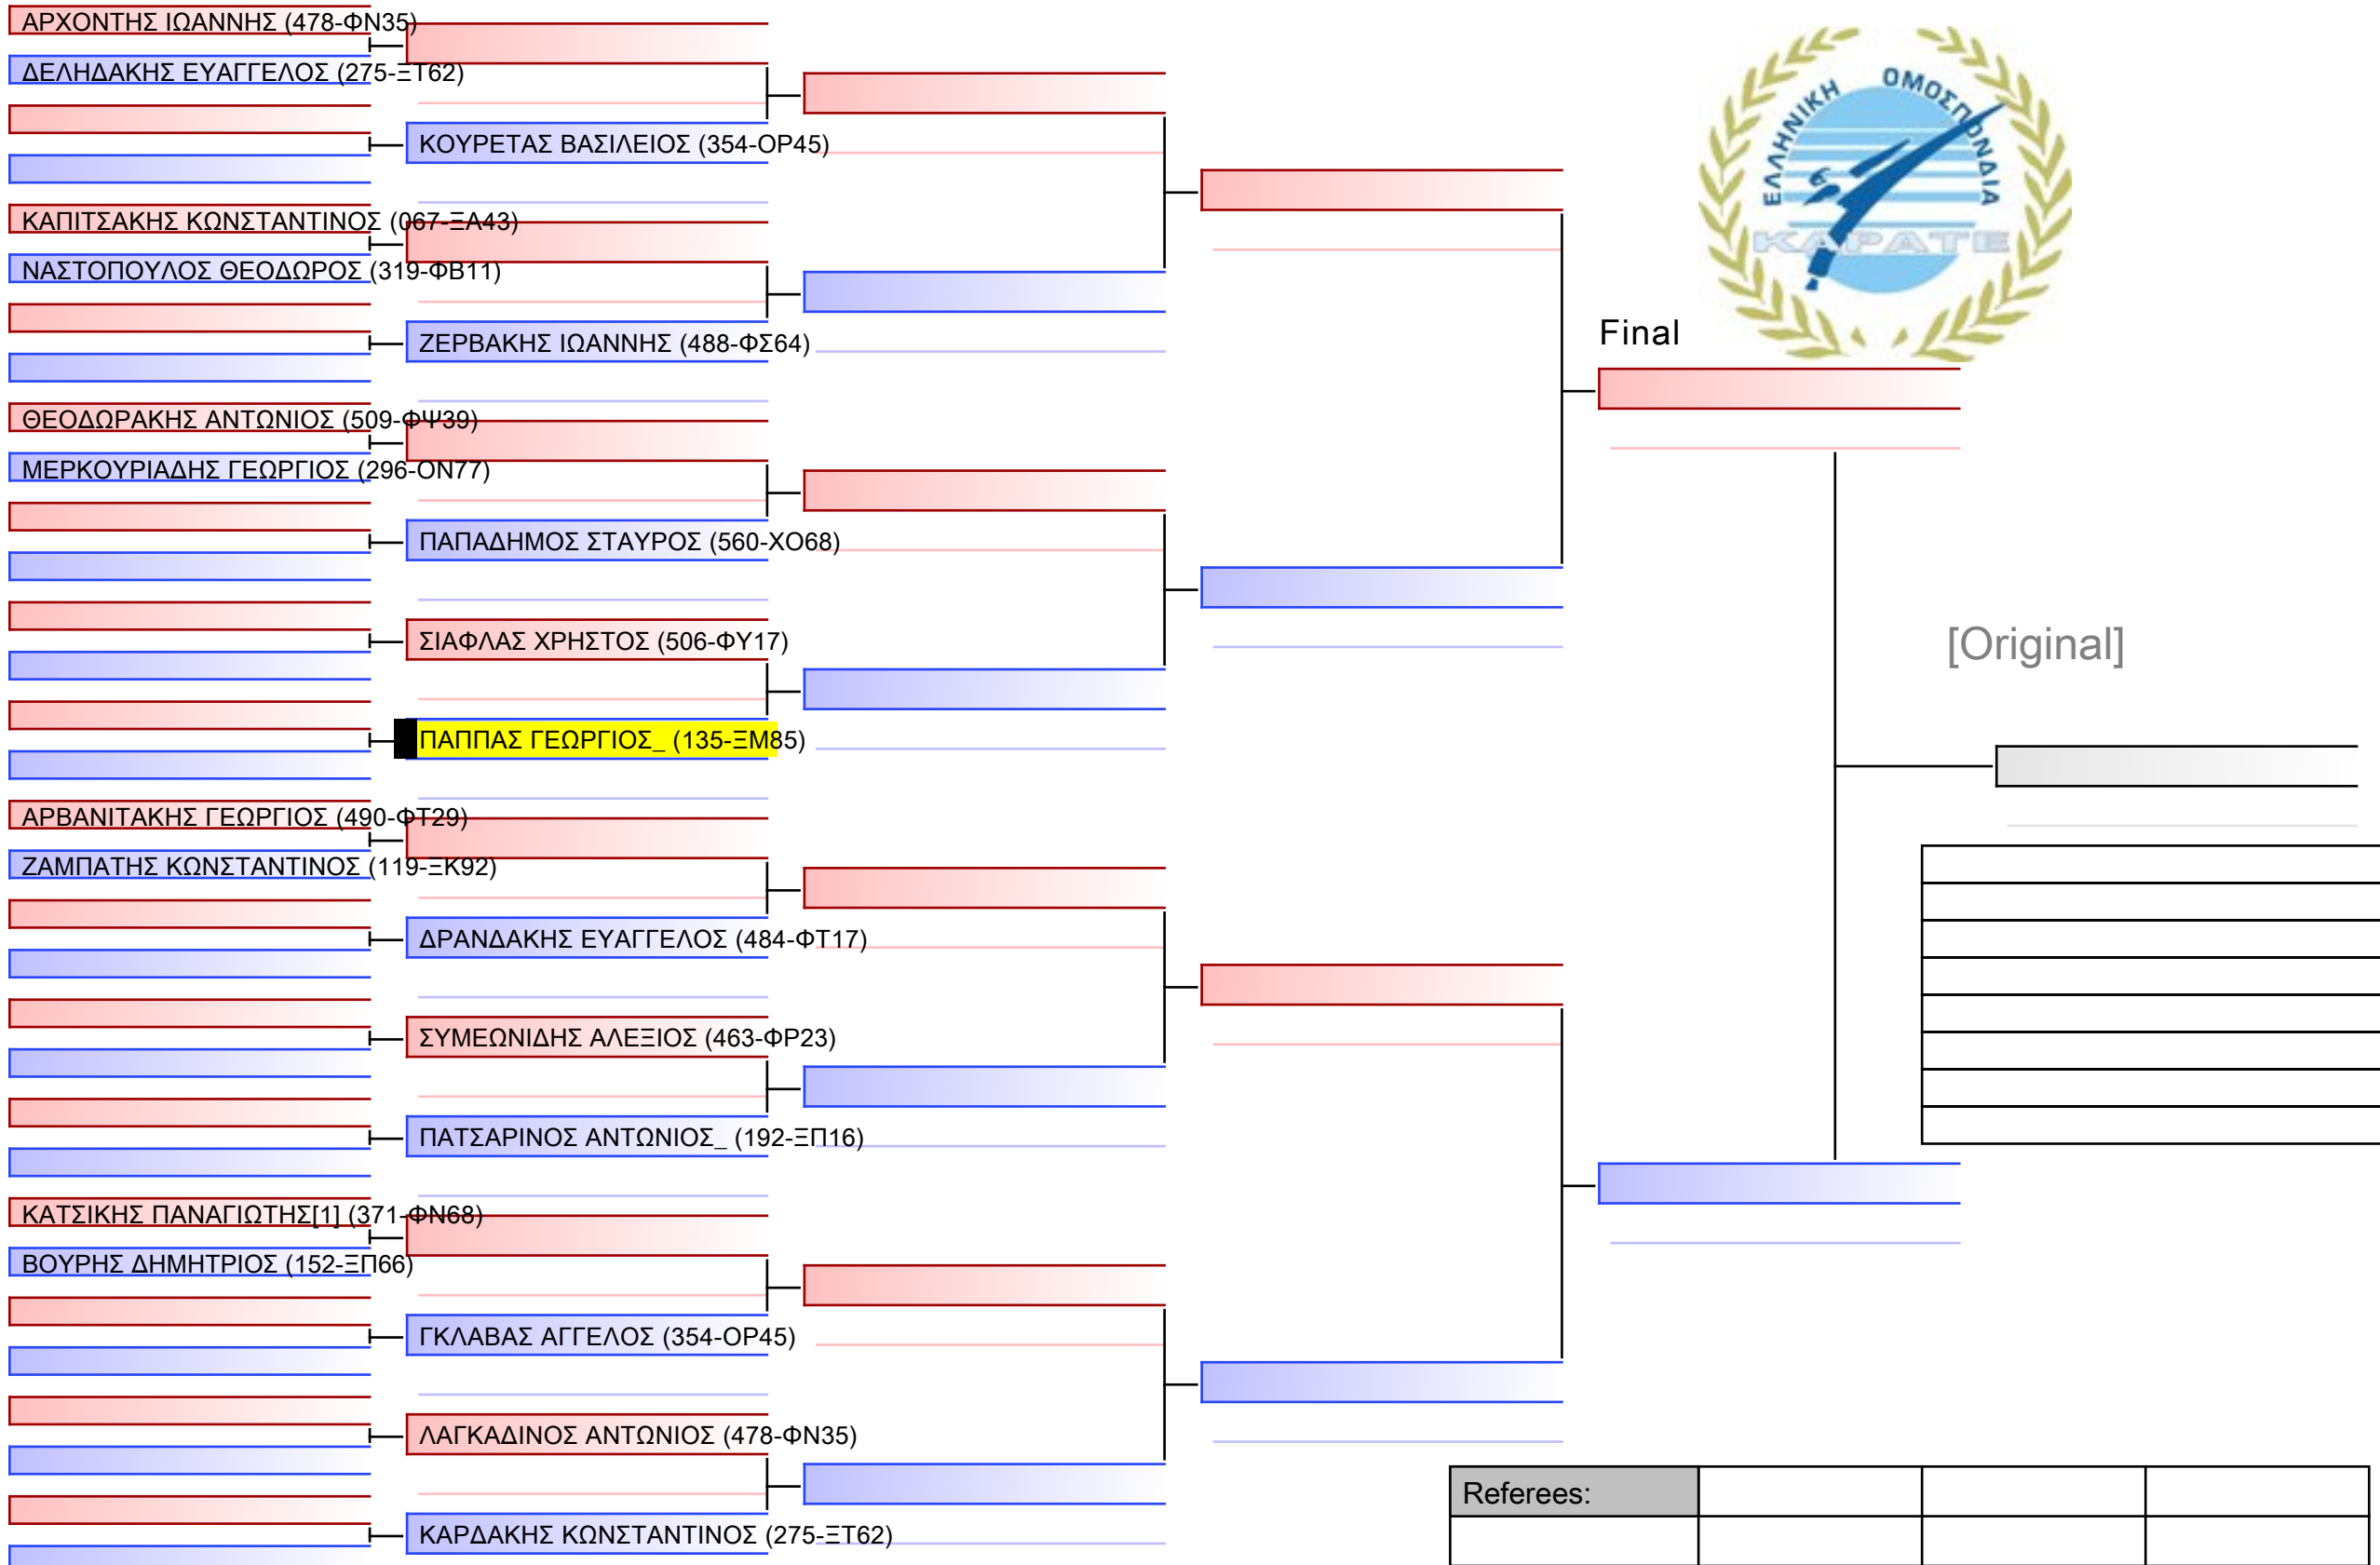 ΑΡΧΟΝΤΗΣ ΙΩΑΝΝΗΣ (478-ΦΝ35)
ΔΕΛΗΔΑΚΗΣ ΕΥΑΓΓΕΛΟΣ (275-ΞΤ62)
ΚΟΥΡΕΤΑΣ ΒΑΣΙΛΕΙΟΣ (354-ΟΡ45)
ΚΑΠΙΤΣΑΚΗΣ ΚΩΝΣΤΑΝΤΙΝΟΣ (067-ΞΑ43)
ΝΑΣΤΟΠΟΥΛΟΣ ΘΕΟΔΩΡΟΣ (319-ΦΒ11)
ΖΕΡΒΑΚΗΣ ΙΩΑΝΝΗΣ (488-ΦΣ64)
ΘΕΟΔΩΡΑΚΗΣ ΑΝΤΩΝΙΟΣ (509-ΦΨ39)
ΜΕΡΚΟΥΡΙΑΔΗΣ ΓΕΩΡΓΙΟΣ (296-ΟΝ77)
ΠΑΠΑΔΗΜΟΣ ΣΤΑΥΡΟΣ (560-ΧΟ68)
ΣΙΑΦΛΑΣ ΧΡΗΣΤΟΣ (506-ΦΥ17)
ΠΑΠΠΑΣ ΓΕΩΡΓΙΟΣ_ (135-ΞΜ85)
ΑΡΒΑΝΙΤΑΚΗΣ ΓΕΩΡΓΙΟΣ (490-ΦΤ29)
ΖΑΜΠΑΤΗΣ ΚΩΝΣΤΑΝΤΙΝΟΣ (119-ΞΚ92)
ΔΡΑΝΔΑΚΗΣ ΕΥΑΓΓΕΛΟΣ (484-ΦΤ17)
ΣΥΜΕΩΝΙΔΗΣ ΑΛΕΞΙΟΣ (463-ΦΡ23)
ΠΑΤΣΑΡΙΝΟΣ ΑΝΤΩΝΙΟΣ_ (192-ΞΠ16)
ΚΑΤΣΙΚΗΣ ΠΑΝΑΓΙΩΤΗΣ[1] (371-ΦΝ68)
ΒΟΥΡΗΣ ΔΗΜΗΤΡΙΟΣ (152-ΞΠ66)
ΓΚΛΑΒΑΣ ΑΓΓΕΛΟΣ (354-ΟΡ45)
ΛΑΓΚΑΔΙΝΟΣ ΑΝΤΩΝΙΟΣ (478-ΦΝ35)
ΚΑΡΔΑΚΗΣ ΚΩΝΣΤΑΝΤΙΝΟΣ (275-ΞΤ62)
ΕΛΛΗΝΙΚΗ ΟΜΟΣΠΟΝΔΙΑ
ΚΑΡΑΤΕ
Final
[Original]
Referees: